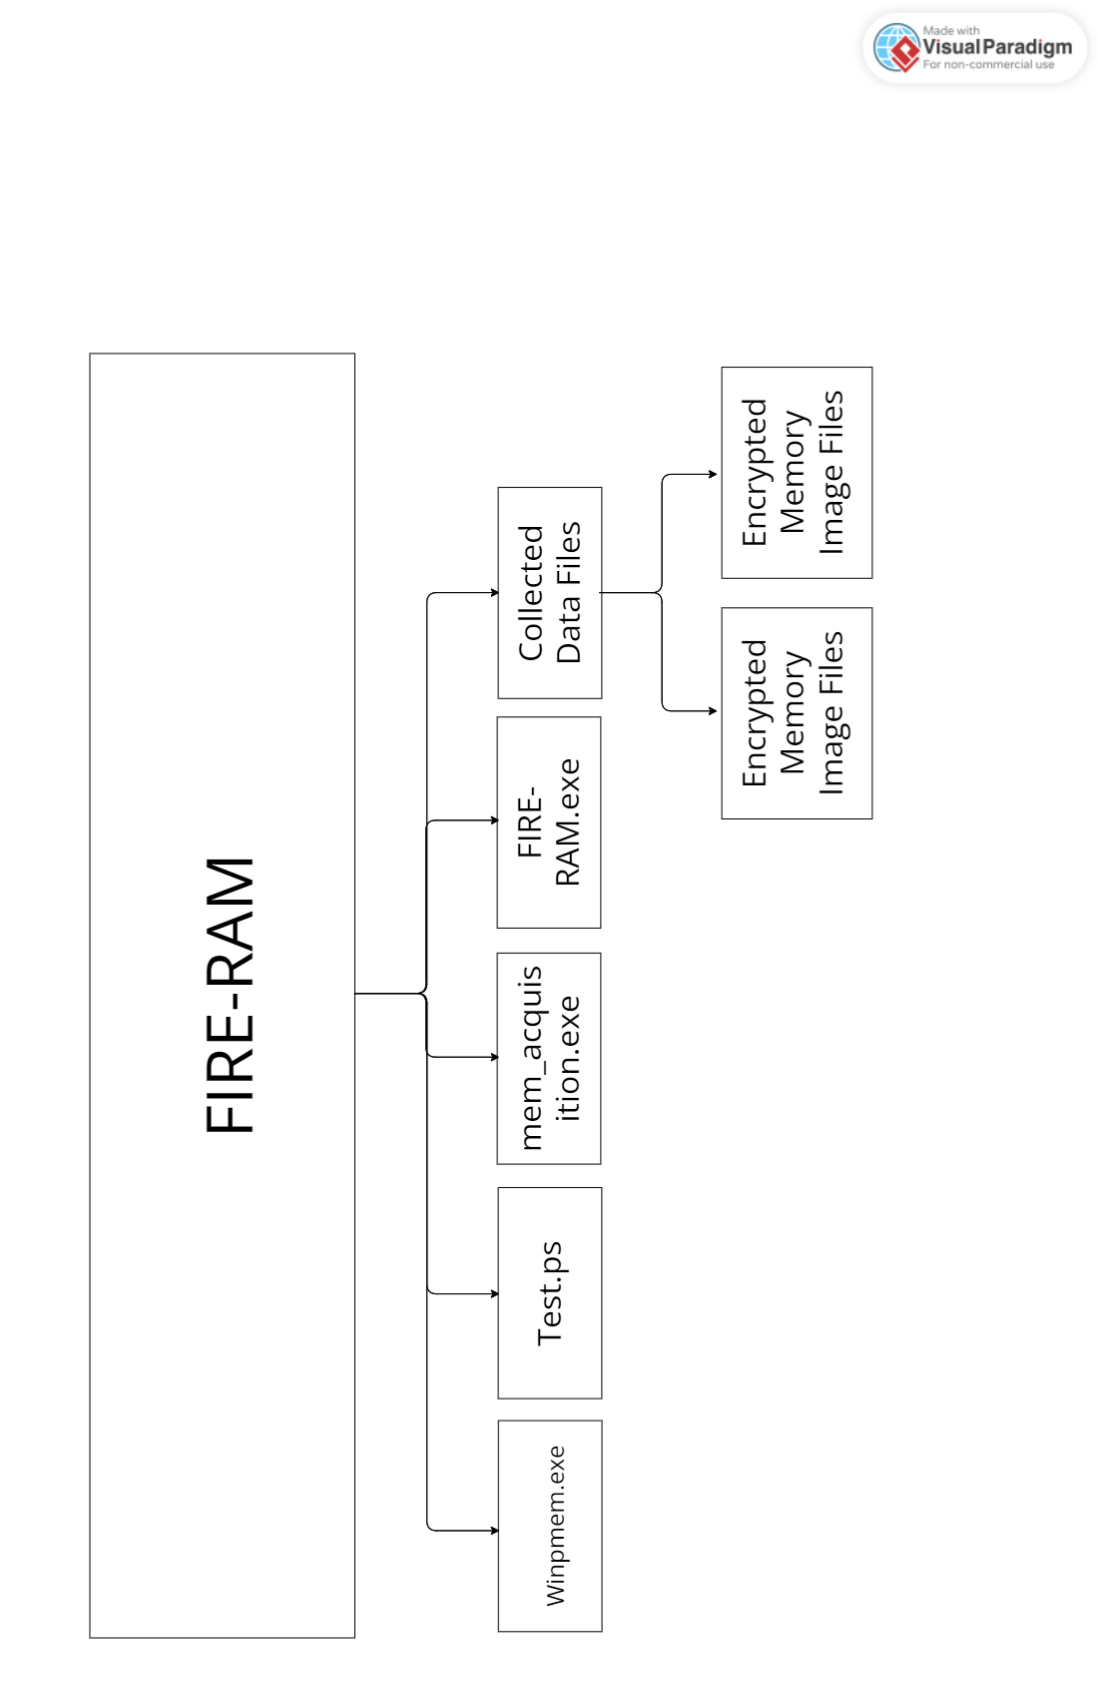 Made with
Visual Paradigm
For non-commercial use
FIRE-RAM
Winpmem.exe
Test.ps
mem_acquis
ition.exe
FIRE-
RAM.exe
Collected
Data Files
Encrypted
Memory
Image Files
Encrypted
Memory
Image Files